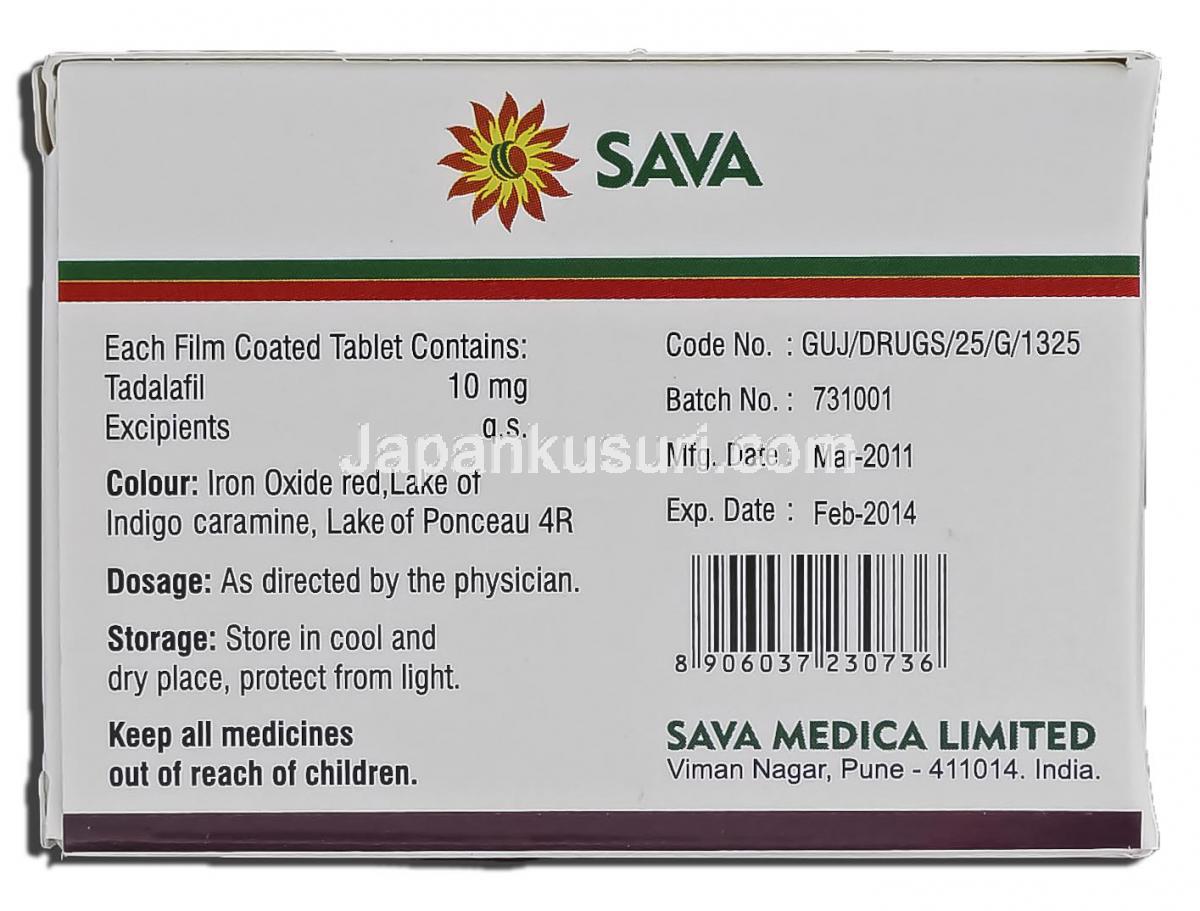 SAVA
Each Film Coated Tablet Contains:
Tadalafil 10 mg
Excipients q.s.
Colour: Iron Oxide red,Lake of
Indigo caramine, Lake of Ponceau 4R
Dosage: As directed by the physician.
Storage: Store in cool and
dry place, protect from light.
Keep all medicines
out of reach of children.
Code No. : GUJ/DRUGS/25/G/1325
Batch No. : 731001
Mfg. Date : Mar-2011
Exp. Date : Feb-2014
8 906037 230736
SAVA MEDICA LIMITED
Viman Nagar, Pune - 411014. India.
Japankusuri.com